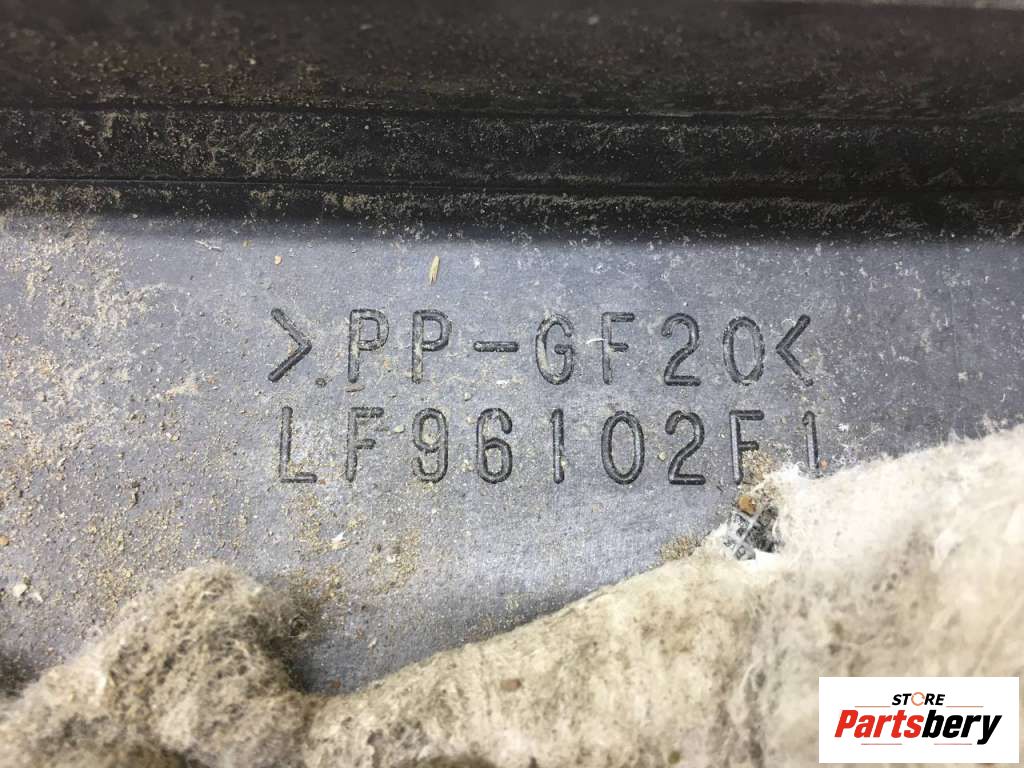 >PP-GF20<
LF96102F1
STORE
Partsbery